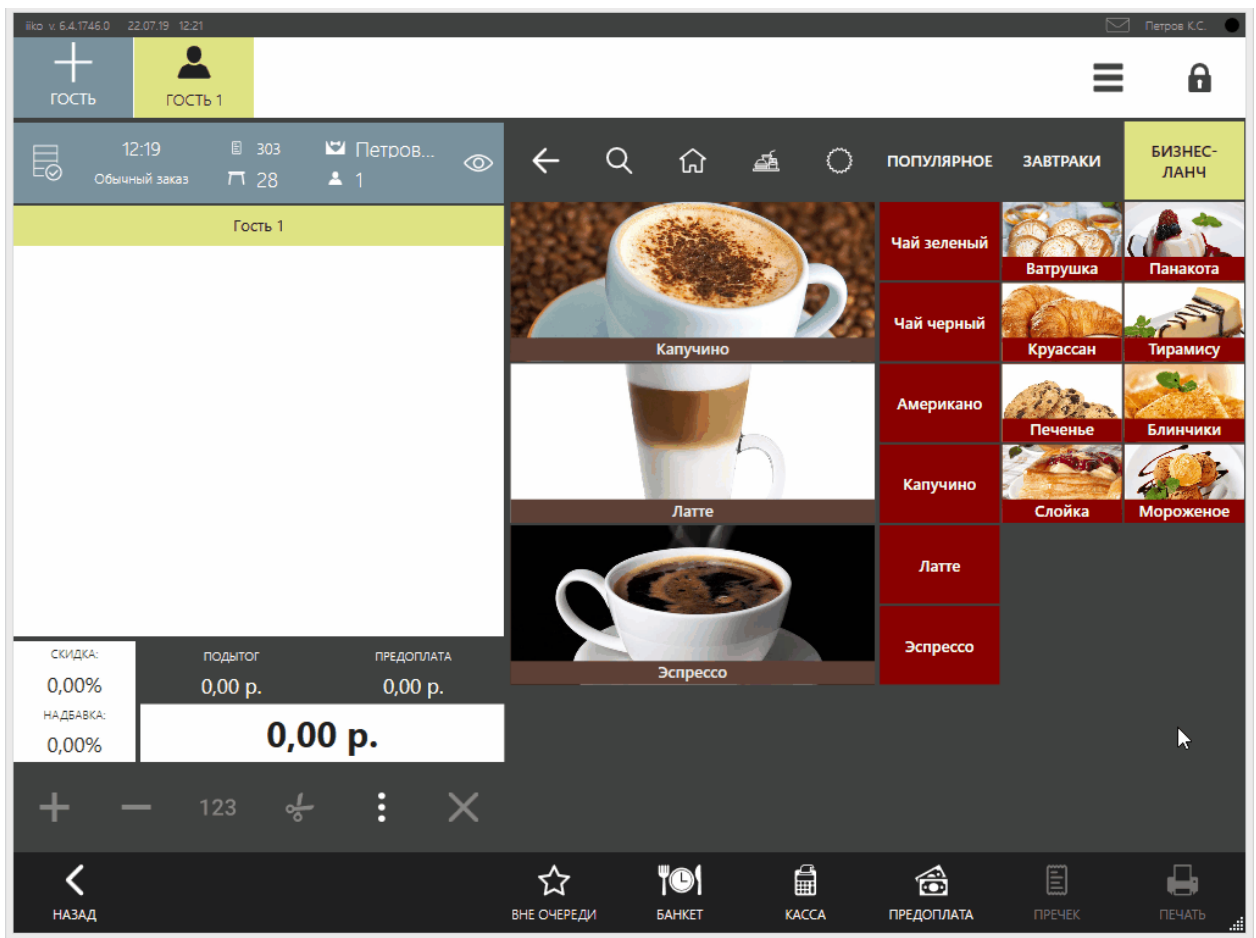 iiko v. 6.4.1746.0 22.07.19 12:21 Петров К.С.
ГОСТЬ
ГОСТЬ 1
12:19 303 Петров...
Обычный заказ 28 1
ПОПУЛЯРНОЕ ЗАВТРАКИ БИЗНЕС-
ЛАНЧ
Гость 1
Капучино
Латте
Эспрессо
Чай зеленый
Чай черный
Американо
Капучино
Латте
Эспрессо
Ватрушка Панакота
Круассан Тирамису
Печенье Блинчики
Слойка Мороженое
СКИДКА: ПОДЫТОГ ПРЕДОПЛАТА
0,00% 0,00 р. 0,00 р.
НАДБАВКА:
0,00% 0,00 р.
123
НАЗАД ВНЕ ОЧЕРЕДИ БАНКЕТ КАССА ПРЕДОПЛАТА ПРЕЧЕК ПЕЧАТЬ